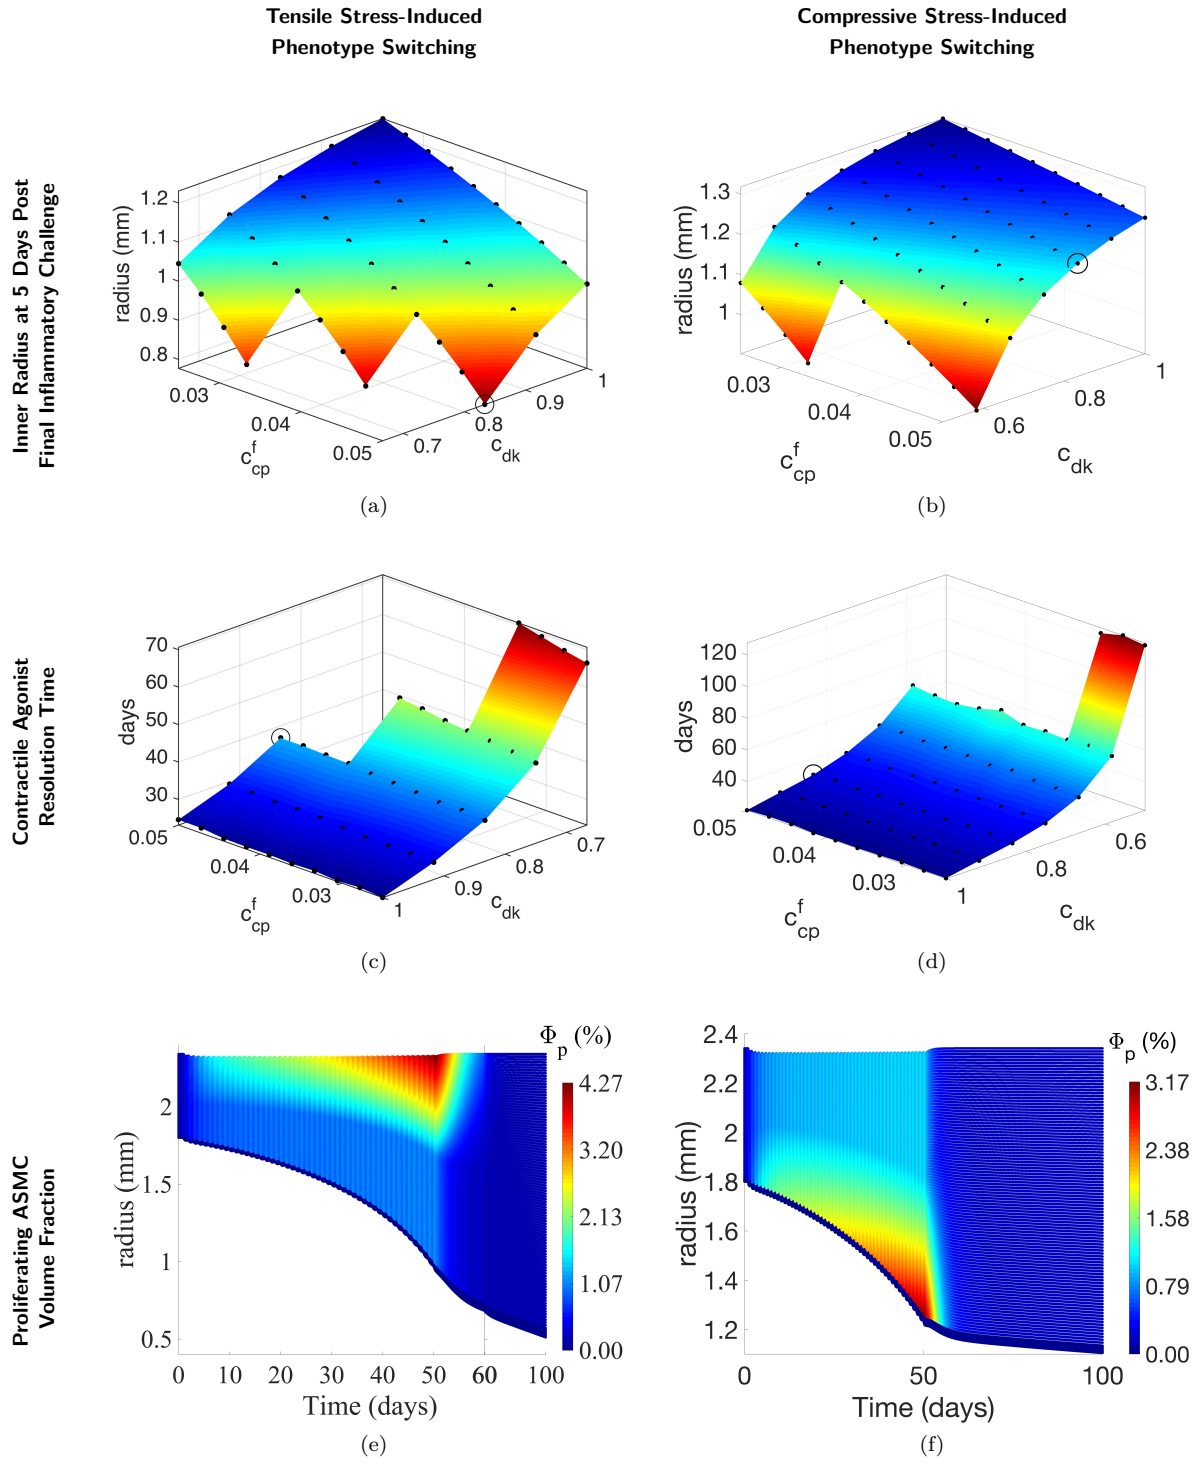 Tensile Stress-Induced
Phenotype Switching
Compressive Stress-Induced
Phenotype Switching
Inner Radius at 5 Days Post
Final Inflammatory Challenge
radius (mm)
1.2
1.1
1
0.9
0.8
0.03
0.04
0.05
c_cp^f
0.7
0.8
0.9
1
c_dk
(a)
radius (mm)
1.3
1.2
1.1
1
0.03
0.04
0.05
c_cp^f
0.6
0.8
1
c_dk
(b)
Contractile Agonist
Resolution Time
days
70
60
50
40
30
0.05
0.04
0.03
c_cp^f
1
0.9
0.8
0.7
c_dk
(c)
days
120
100
80
60
40
0.05
0.04
0.03
c_cp^f
1
0.8
0.6
c_dk
(d)
Proliferating ASMC
Volume Fraction
radius (mm)
2
1.5
1
0.5
0 10 20 30 40 50 60 100
Time (days)
Φ_p (%)
4.27
3.20
2.13
1.07
0.00
(e)
radius (mm)
2.4
2.2
2
1.8
1.6
1.4
1.2
0 50 100
Time (days)
Φ_p (%)
3.17
2.38
1.58
0.79
0.00
(f)